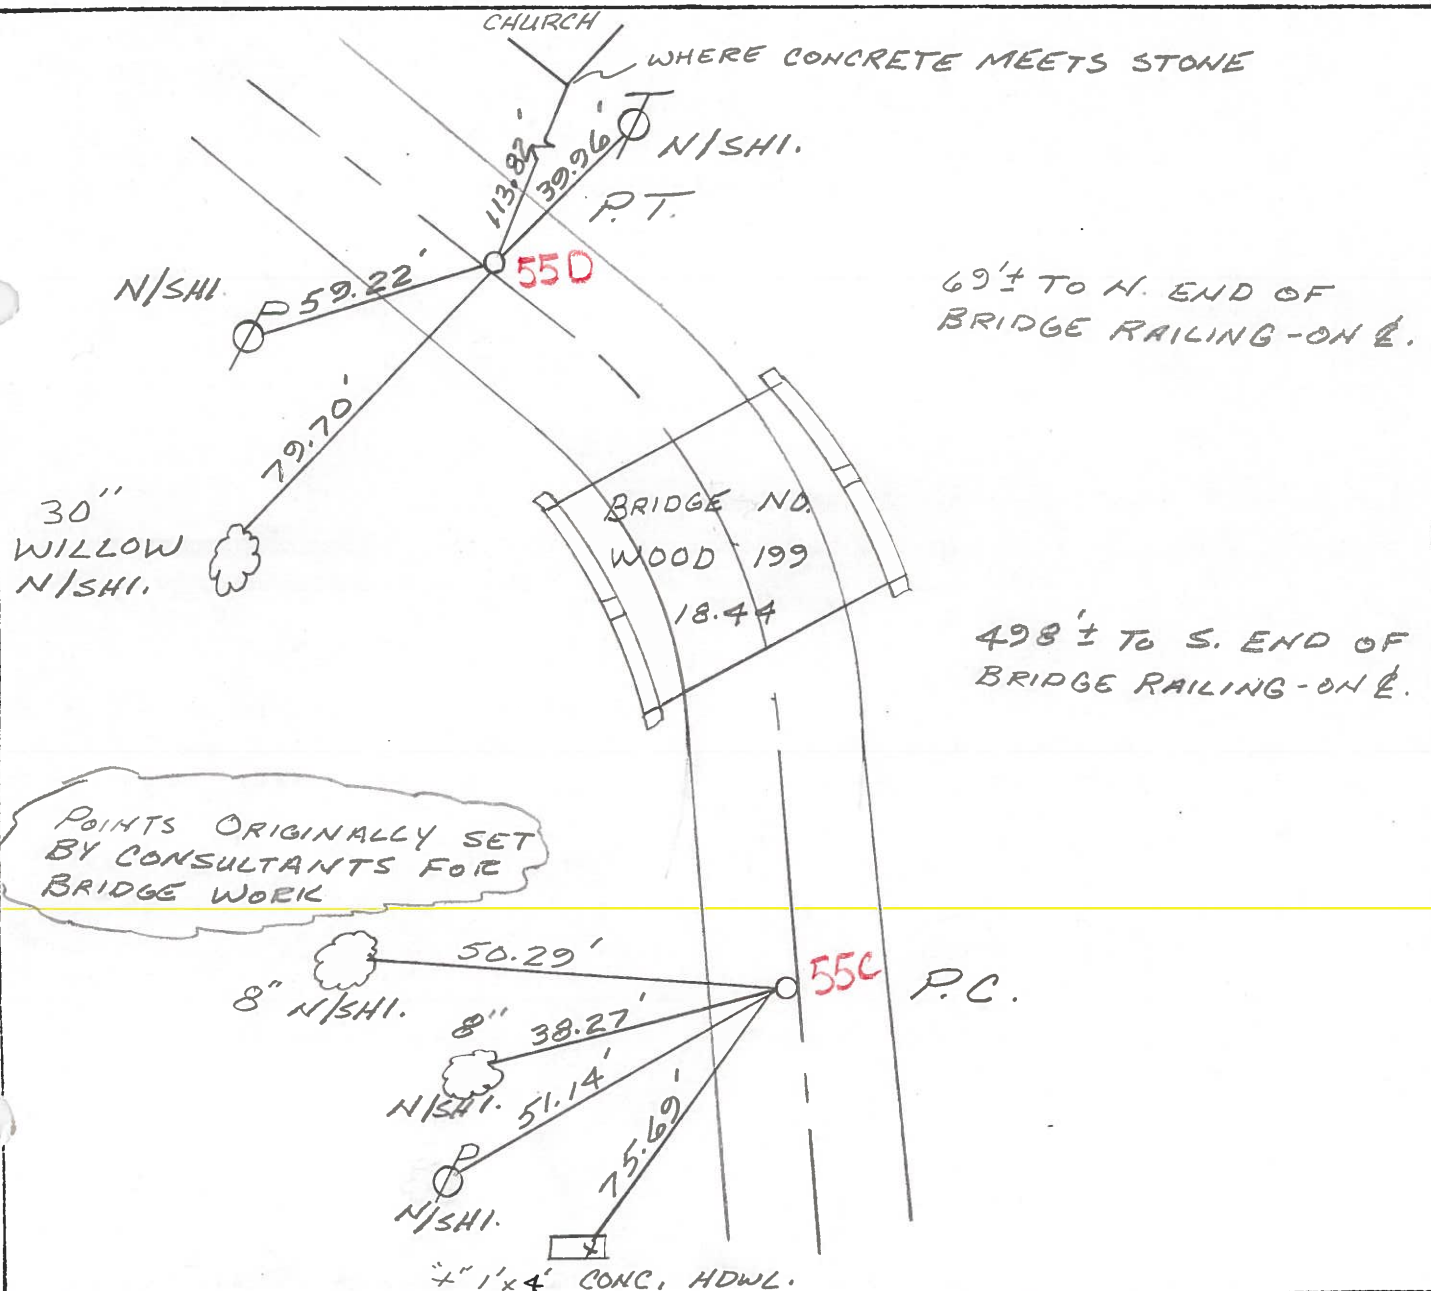 CHURCH
WHERE CONCRETE MEETS STONE
113.82'
39.96'
N/SHI.
P.T.
55D
N/SHI.
P
59.22'
69'± TO N. END OF
BRIDGE RAILING-ON ℄.
79.70'
30"
WILLOW
N/SHI.
BRIDGE NO.
WOOD 199
18.44
498'± TO S. END OF
BRIDGE RAILING-ON ℄.
POINTS ORIGINALLY SET
BY CONSULTANTS FOR
BRIDGE WORK
50.29'
55C
P.C.
8" N/SHI.
8"
38.27'
N/SHI.
51.14'
75.69'
P
N/SHI.
x
"x" 1'x4' CONC. HDWL.